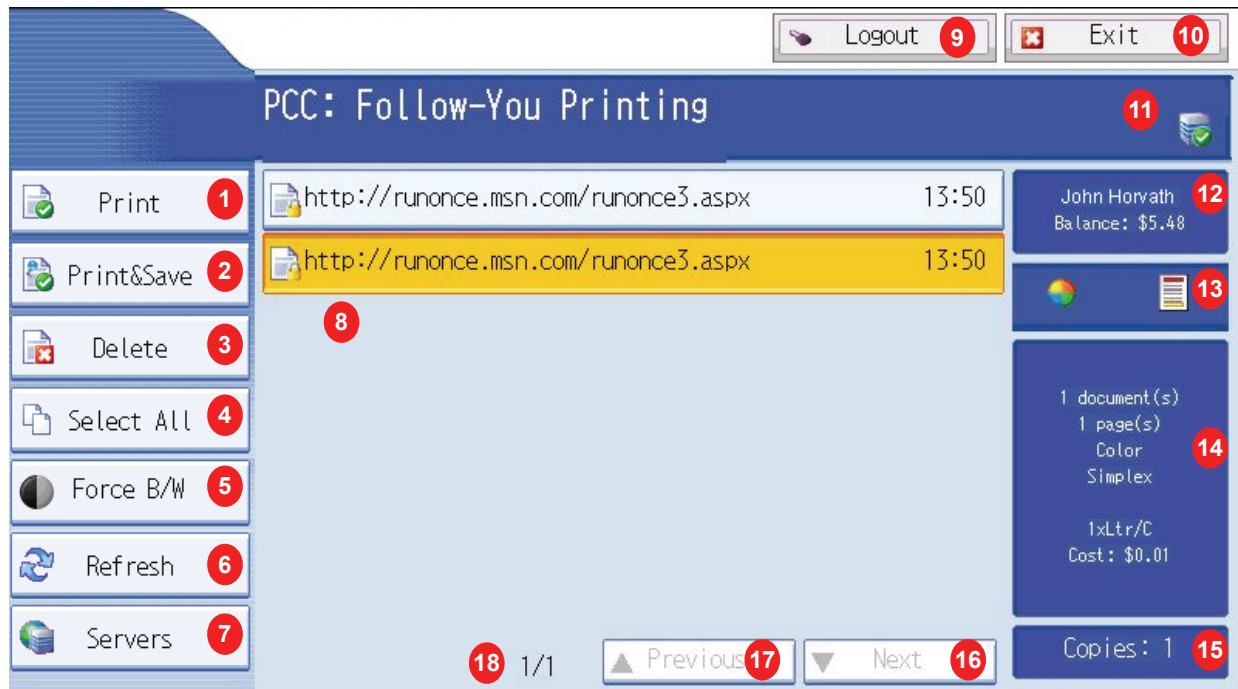 Logout 9
Exit 10
PCC: Follow-You Printing 11
Print 1
Print&Save 2
Delete 3
Select All 4
Force B/W 5
Refresh 6
Servers 7
http://runonce.msn.com/runonce3.aspx 13:50
http://runonce.msn.com/runonce3.aspx 13:50
8
John Horvath 12
Balance: $5.48
13
1 document(s)
1 page(s)
Color 14
Simplex
1xLtr/C
Cost: $0.01
18 1/1
Previous 17
Next 16
Copies: 1 15